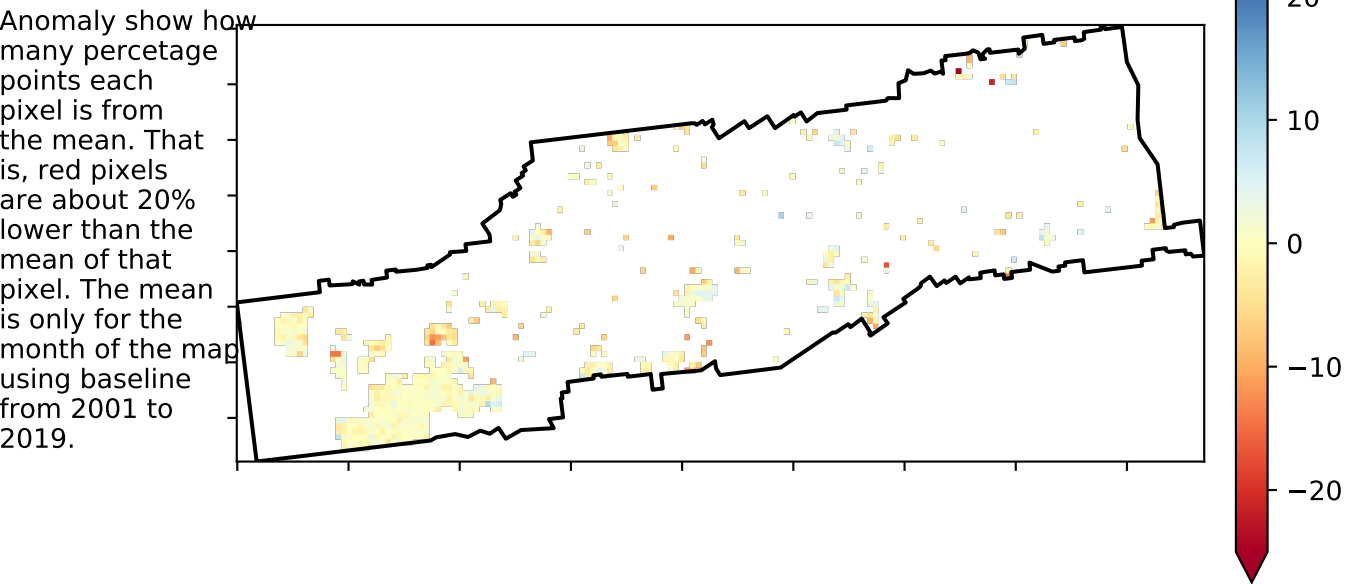 Anomaly show how
many percetage
points each
pixel is from
the mean. That
is, red pixels
are about 20%
lower than the
mean of that
pixel. The mean
is only for the
month of the map
using baseline
from 2001 to
2019.
20
10
0
−10
−20